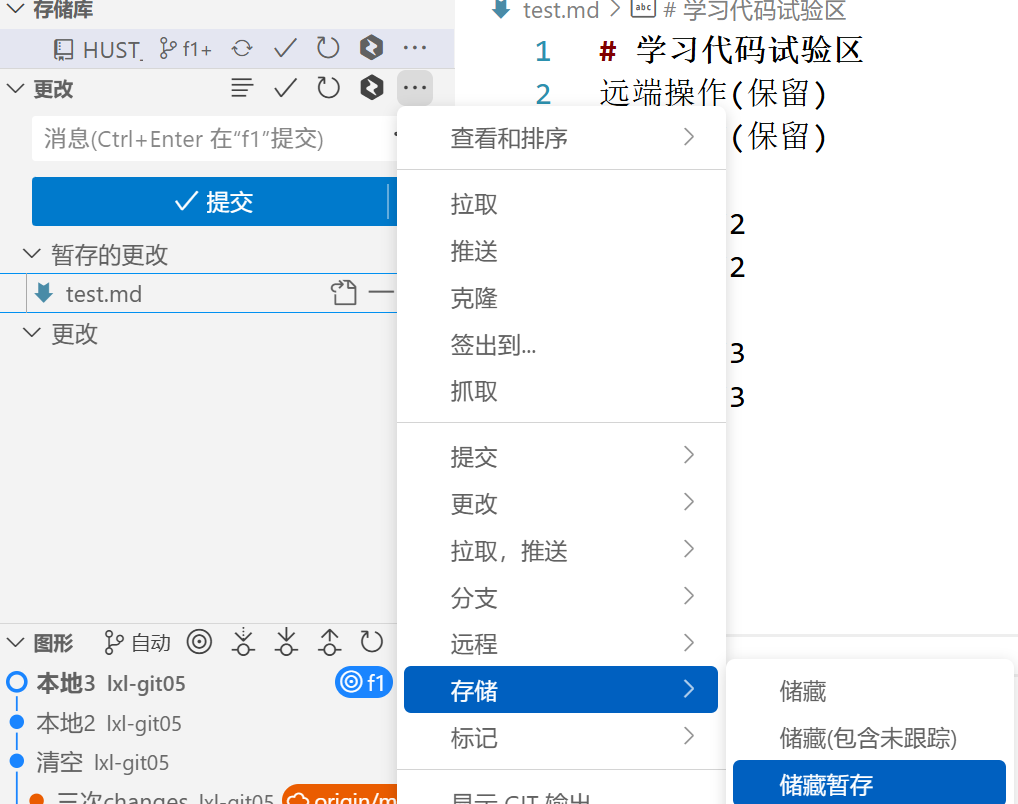 存储库
HUST_ f1+
更改
消息(Ctrl+Enter 在“f1”提交)
提交
暂存的更改
test.md
更改
图形 自动
本地3 lxl-git05 f1
本地2 lxl-git05
清空 lxl-git05
三次changes lxl-git05 origin/m
test.md > abc # 学习代码试验区
1 # 学习代码试验区
2 远端操作(保留)
(保留)
2
2
3
3
查看和排序
拉取
推送
克隆
签出到...
抓取
提交
更改
拉取，推送
分支
远程
存储
标记
显示 GIT 输出
储藏
储藏(包含未跟踪)
储藏暂存